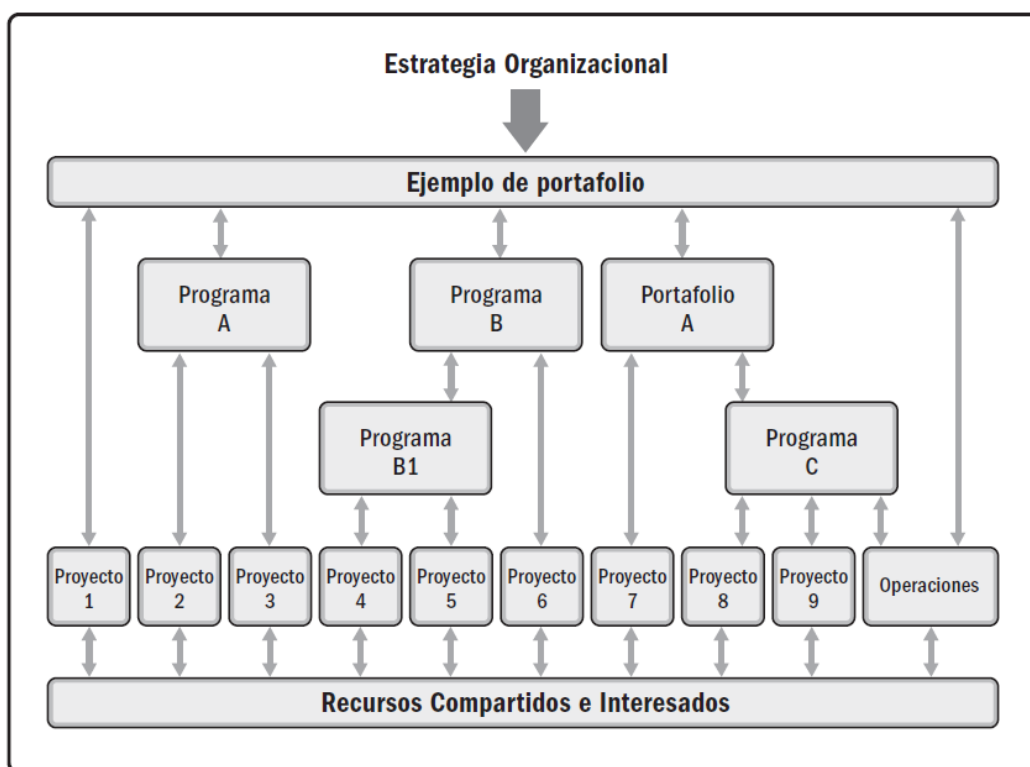 Estrategia Organizacional
Ejemplo de portafolio
Programa
A
Programa
B
Portafolio
A
Programa
B1
Programa
C
Proyecto
1
Proyecto
2
Proyecto
3
Proyecto
4
Proyecto
5
Proyecto
6
Proyecto
7
Proyecto
8
Proyecto
9
Operaciones
Recursos Compartidos e Interesados